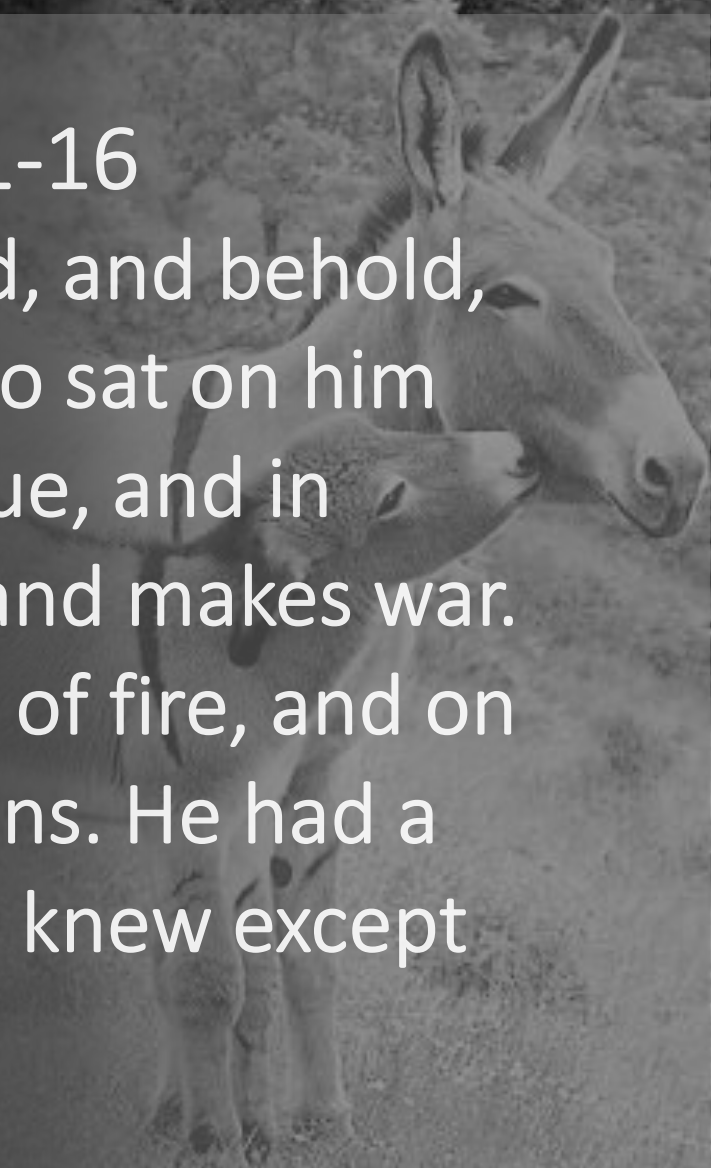 -16
d, and behold,
o sat on him
ue, and in
and makes war.
of fire, and on
ns. He had a
knew except